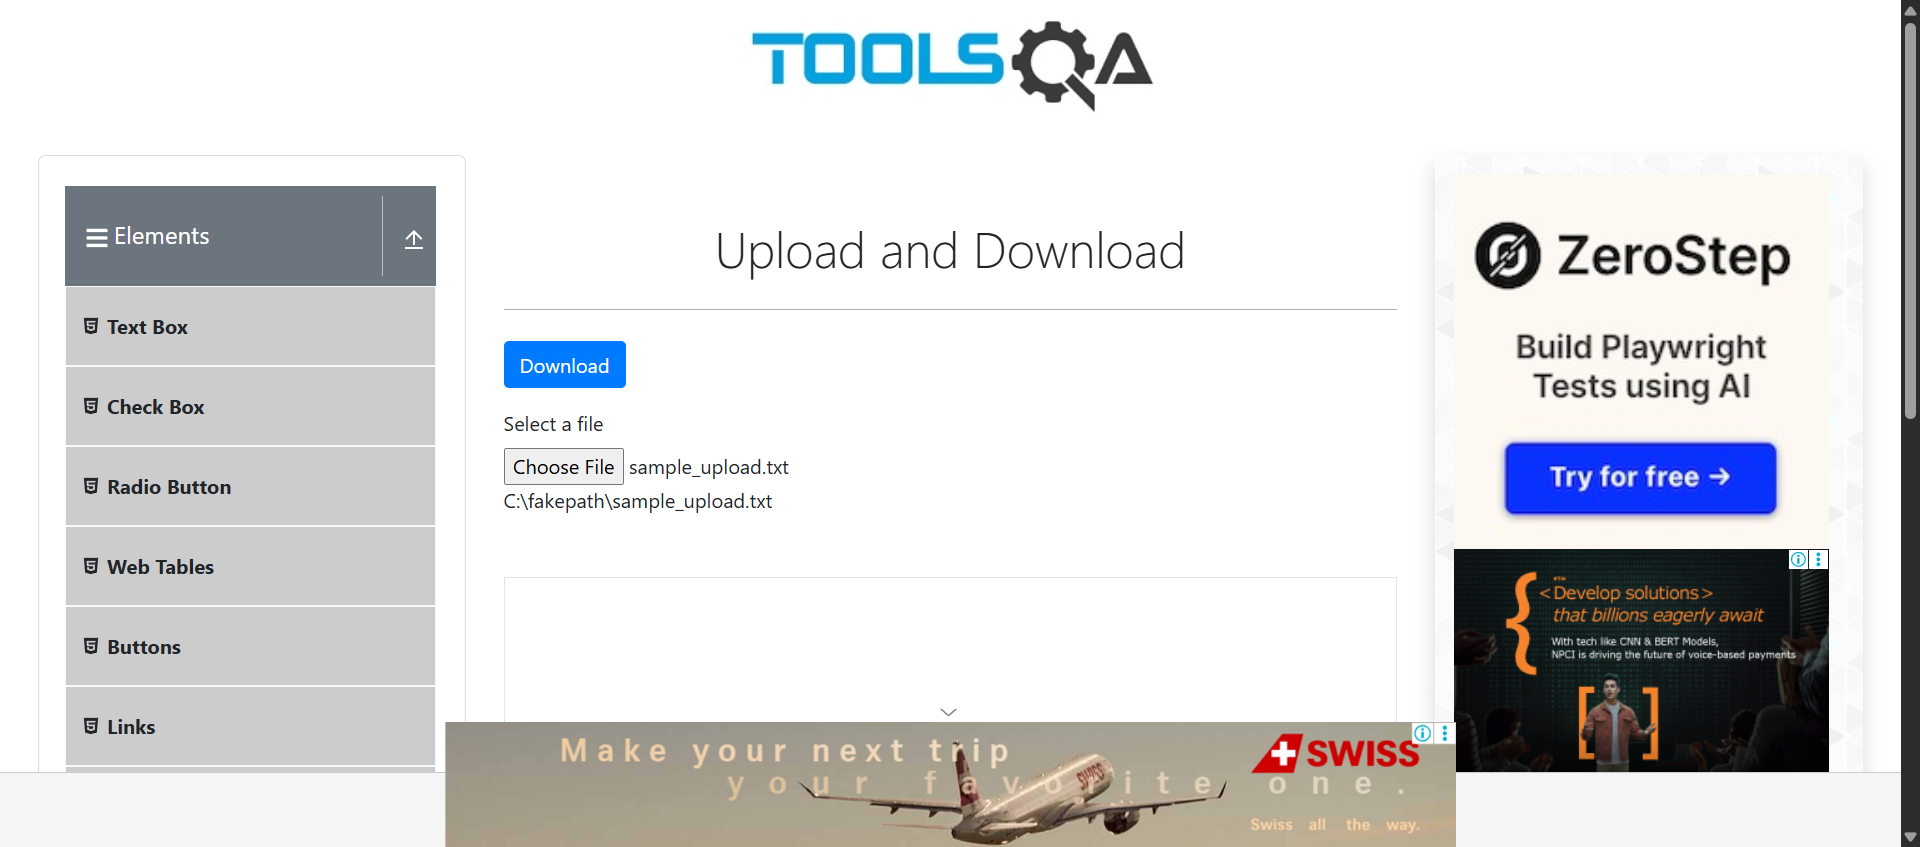 TOOLSQA
Elements
Text Box
Check Box
Radio Button
Web Tables
Buttons
Links
Upload and Download
Download
Select a file
Choose File sample_upload.txt
C:\fakepath\sample_upload.txt
ZeroStep
Build Playwright
Tests using AI
Try for free →
<Develop solutions>
that billions eagerly await
With tech like CNN & BERT Models,
NPCI is driving the future of voice-based payments
Make your next trip
your favorite one.
SWISS
Swiss all the way.